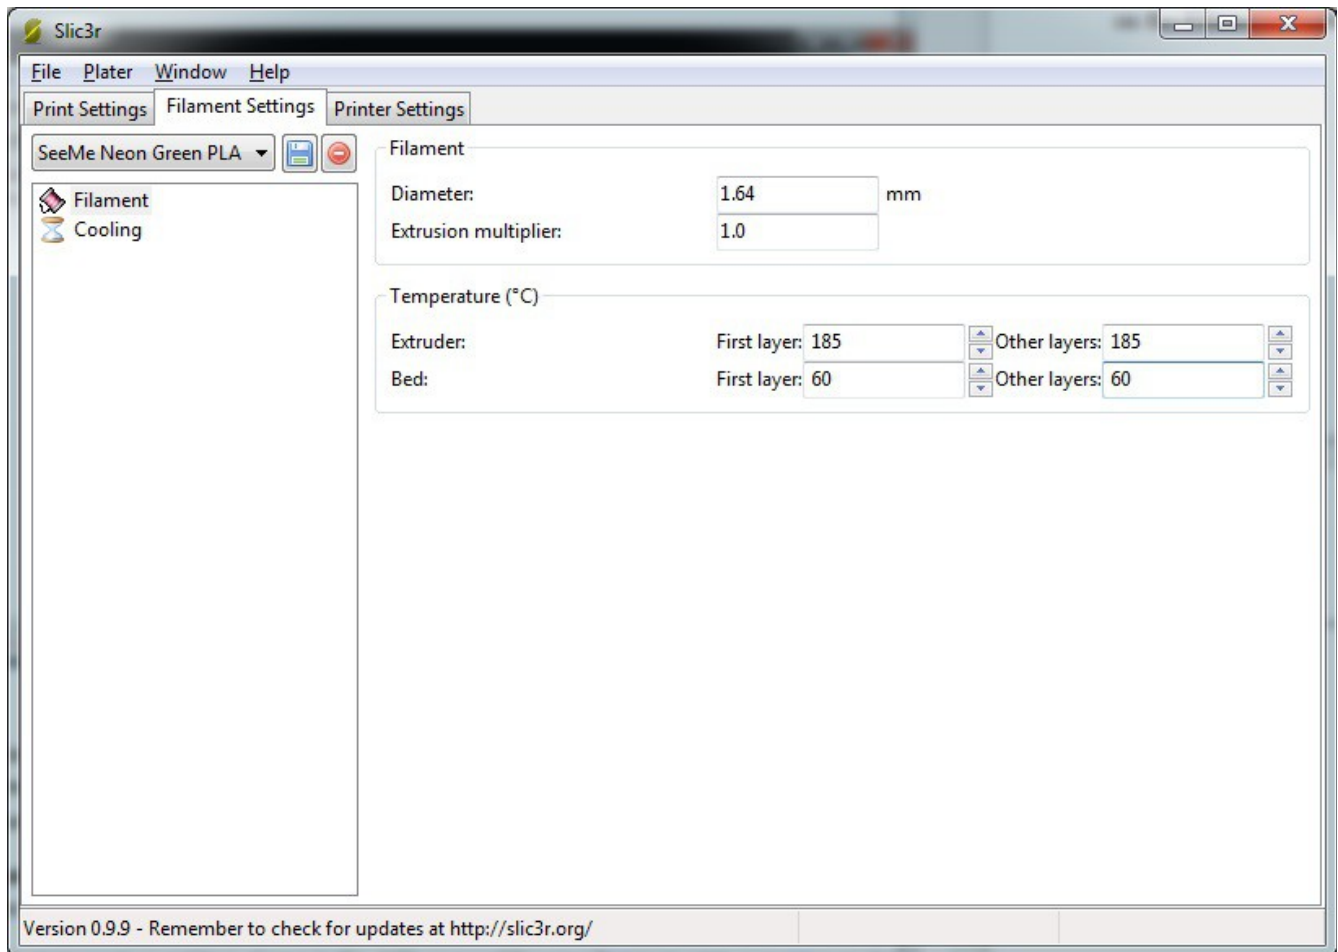 Slic3r
File Plater Window Help
Print Settings Filament Settings Printer Settings
SeeMe Neon Green PLA
Filament
Cooling
Filament
Diameter: 1.64 mm
Extrusion multiplier: 1.0
Temperature (°C)
Extruder: First layer: 185 Other layers: 185
Bed: First layer: 60 Other layers: 60
Version 0.9.9 - Remember to check for updates at http://slic3r.org/